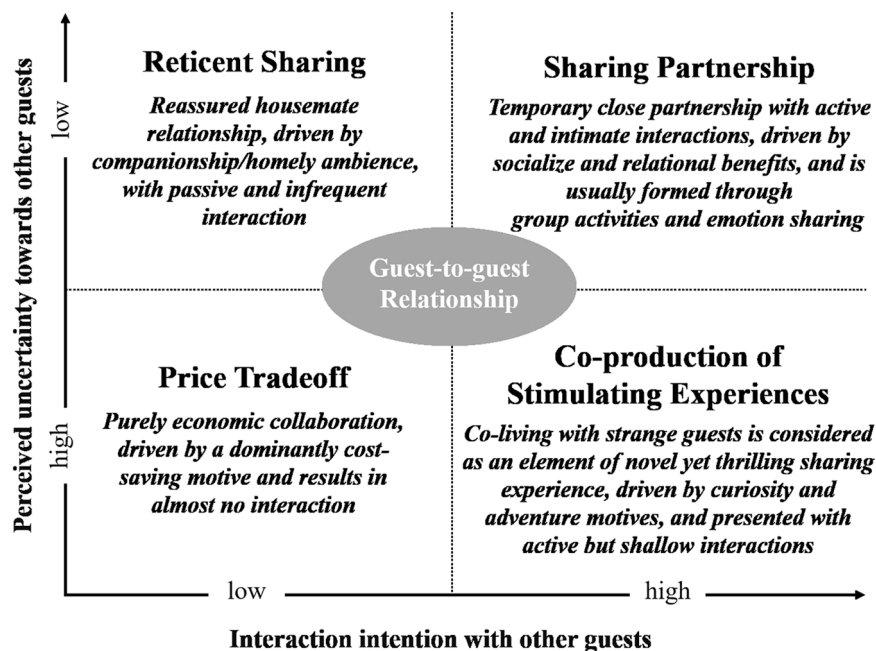 Perceived uncertainty towards other guests
low
high
Reticent Sharing
Reassured housemate
relationship, driven by
companionship/homely ambience,
with passive and infrequent
interaction
Sharing Partnership
Temporary close partnership with active
and intimate interactions, driven by
socialize and relational benefits, and is
usually formed through
group activities and emotion sharing
Guest-to-guest
Relationship
Price Tradeoff
Purely economic collaboration,
driven by a dominantly cost-
saving motive and results in
almost no interaction
Co-production of
Stimulating Experiences
Co-living with strange guests is considered
as an element of novel yet thrilling sharing
experience, driven by curiosity and
adventure motives, and presented with
active but shallow interactions
low
high
Interaction intention with other guests